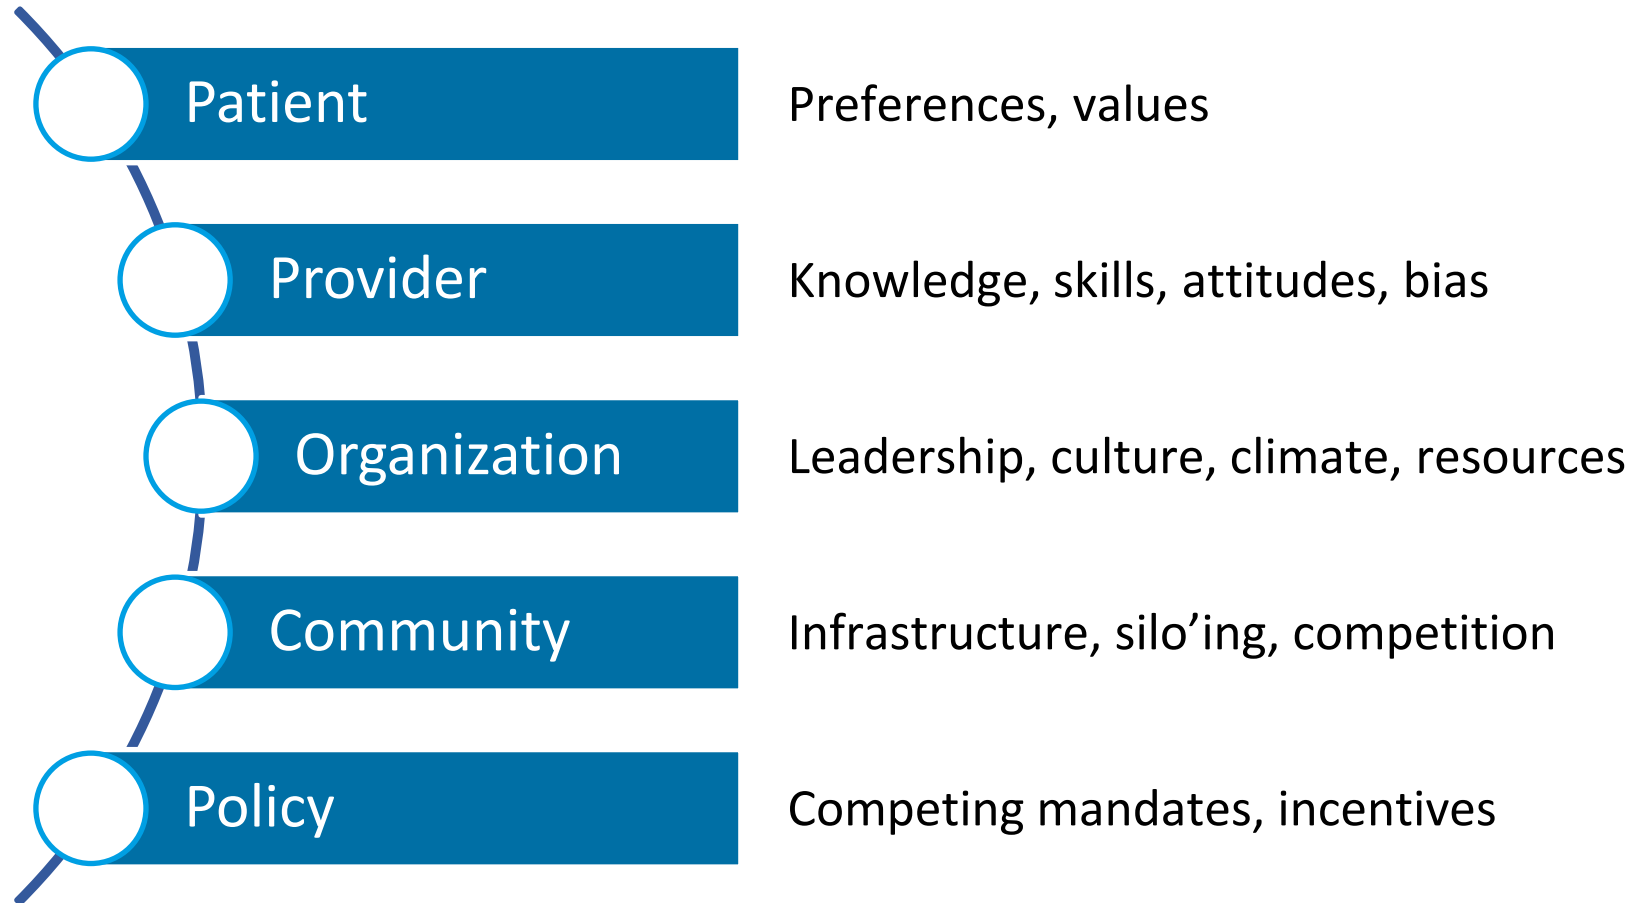 Patient
Preferences, values
Provider
Knowledge, skills, attitudes, bias
Organization
Leadership, culture, climate, resources
Community
Infrastructure, silo’ing, competition
Policy
Competing mandates, incentives